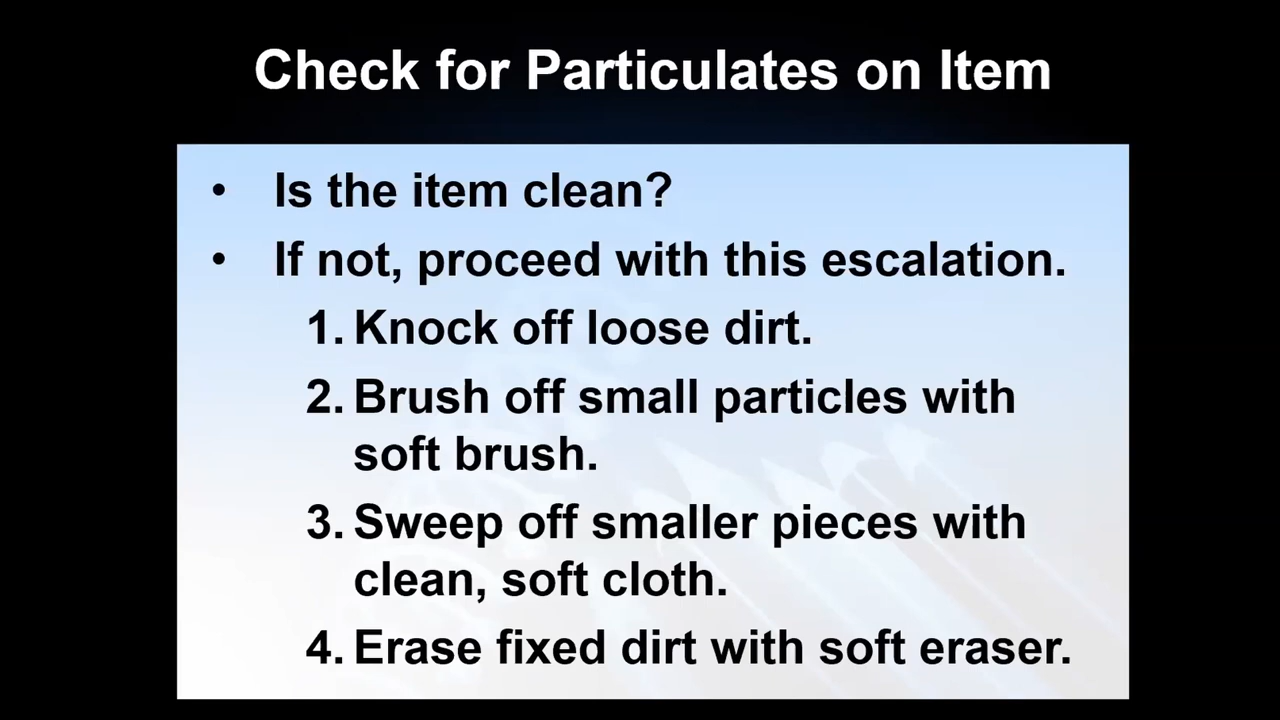 Check for Particulates on Item
• Is the item clean?
• If not, proceed with this escalation.
1. Knock off loose dirt.
2. Brush off small particles with
soft brush.
3. Sweep off smaller pieces with
clean, soft cloth.
4. Erase fixed dirt with soft eraser.